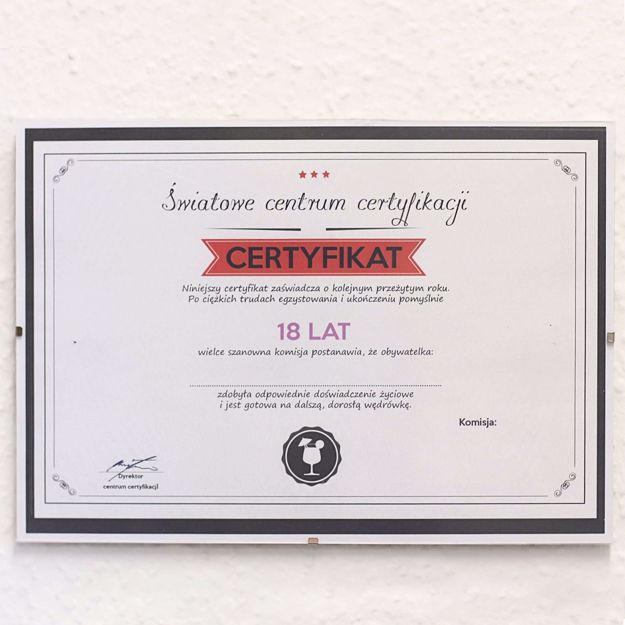 Światowe centrum certyfikacji
CERTYFIKAT
Niniejszy certyfikat zaświadcza o kolejnym przeżytym roku.
Po ciężkich trudach egzystowania i ukończeniu pomyślnie
18 LAT
wielce szanowna komisja postanawia, że obywatelka:
zdobyła odpowiednie doświadczenie życiowe
i jest gotowa na dalszą, dorosłą wędrówkę.
Komisja:
Dyrektor
centrum certyfikacji